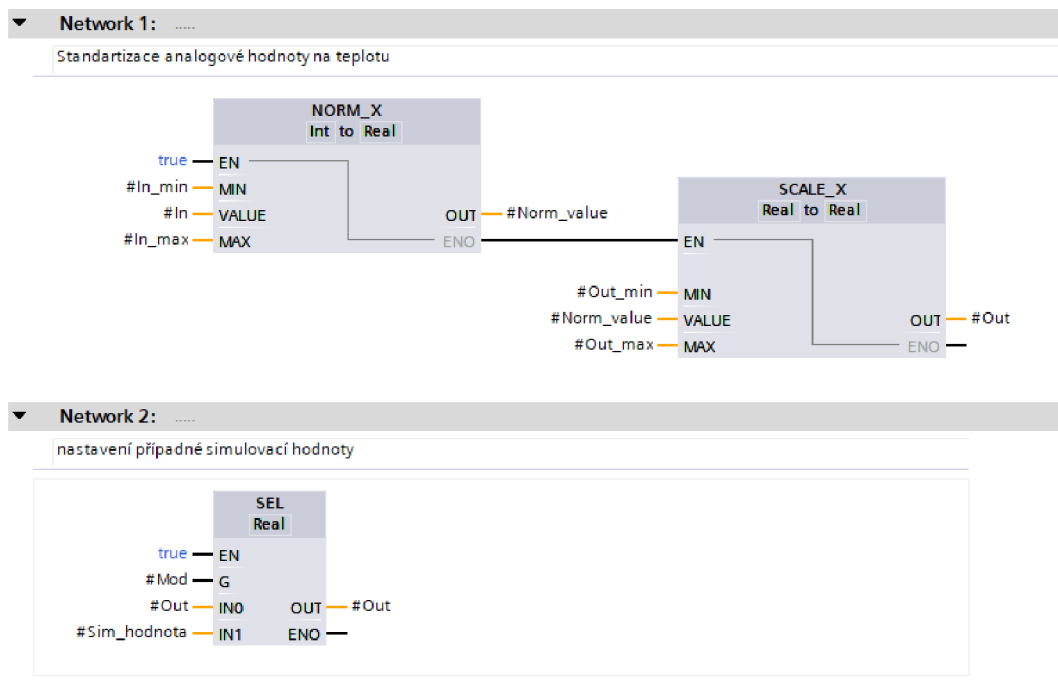 Network 1: .....
Standartizace analogové hodnoty na teplotu
NORM_X
Int to Real
true EN
#In_min MIN
#In VALUE OUT #Norm_value
#In_max MAX ENO
SCALE_X
Real to Real
EN
#Out_min MIN
#Norm_value VALUE OUT #Out
#Out_max MAX ENO
Network 2: .....
nastavení případné simulovací hodnoty
SEL
Real
true EN
#Mod G
#Out IN0 OUT #Out
#Sim_hodnota IN1 ENO